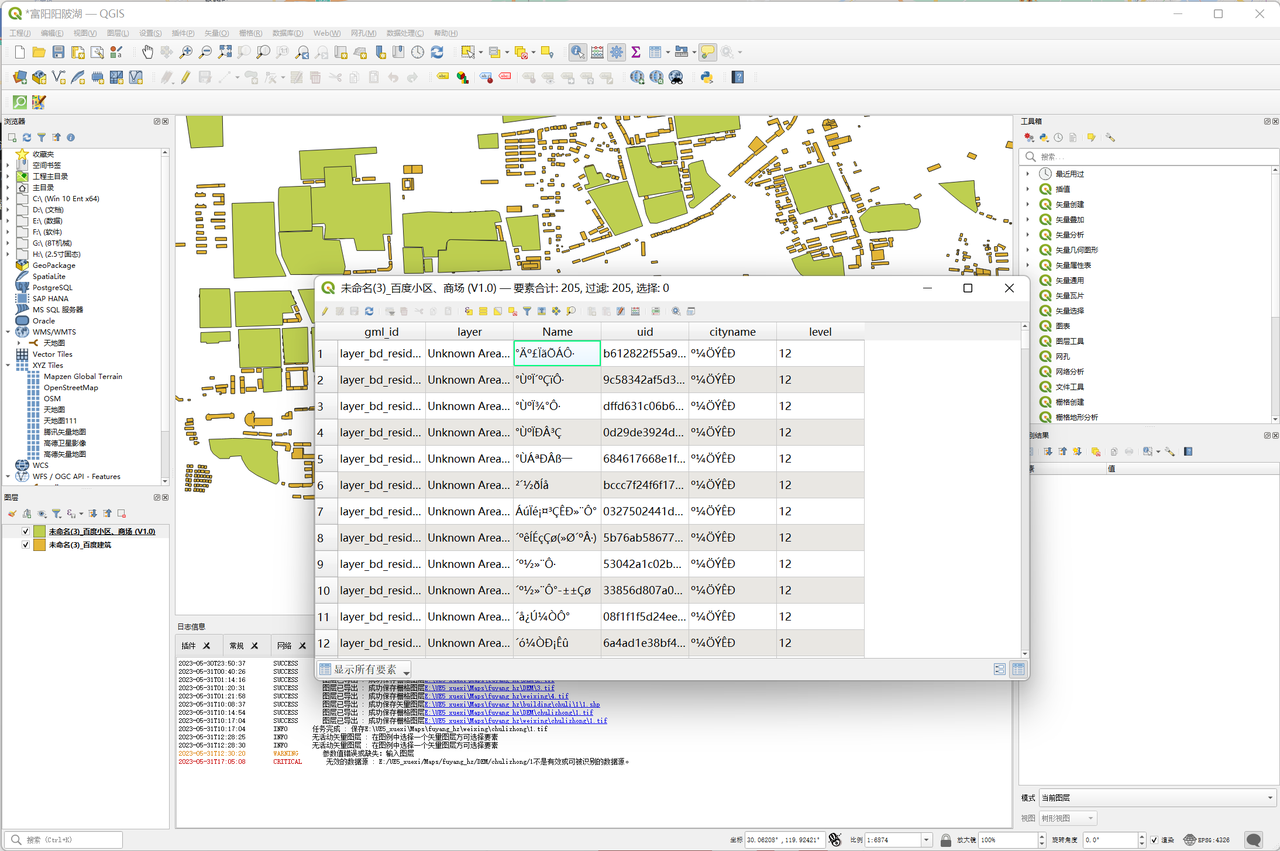 *富阳阳陂湖 — QGIS
工程(J) 编辑(E) 视图(V) 图层(L) 设置(S) 插件(P) 矢量(O) 栅格(R) 数据库(D) Web(W) 网孔(M) 数据处理(C) 帮助(H)
浏览器
收藏夹
空间书签
工程主目录
主目录
C:\ (Win 10 Ent x64)
D:\ (文档)
E:\ (数据)
F:\ (软件)
G:\ (8T机械)
H:\ (2.5寸固态)
GeoPackage
SpatiaLite
PostgreSQL
SAP HANA
MS SQL 服务器
Oracle
WMS/WMTS
天地图
Vector Tiles
XYZ Tiles
Mapzen Global Terrain
OpenStreetMap
OSM
天地图
天地图111
腾讯矢量地图
高德卫星影像
高德矢量地图
WCS
WFS / OGC API - Features
图层
未命名(3)_百度小区、商场 (V1.0)
未命名(3)_百度建筑
未命名(3)_百度小区、商场 (V1.0) — 要素合计: 205, 过滤: 205, 选择: 0
gml_id layer Name uid cityname level
1 layer_bd_resid... Unknown Area... °Äº£ÏäÖÁÔ· b612822f55a9... º¼ÖÝÊÐ 12
2 layer_bd_resid... Unknown Area... °ÙºÏ´ºÇïÔ· 9c58342af5d3... º¼ÖÝÊÐ 12
3 layer_bd_resid... Unknown Area... °ÙºÏ¾°Ô· dffd631c06b6... º¼ÖÝÊÐ 12
4 layer_bd_resid... Unknown Area... °ÙºÏÐÂ³Ç 0d29de3924d... º¼ÖÝÊÐ 12
5 layer_bd_resid... Unknown Area... °ÙÁªÐÂß— 684617668e1f... º¼ÖÝÊÐ 12
6 layer_bd_resid... Unknown Area... ²´½ðÍå bccc7f24f6f17... º¼ÖÝÊÐ 12
7 layer_bd_resid... Unknown Area... ÁúÏé¡¤³ÇÊÐ»¨Ô° 0327502441d... º¼ÖÝÊÐ 12
8 layer_bd_resid... Unknown Area... ´ºêÍÉçÇø(»Ø´ºÂ·) 5b76ab58677... º¼ÖÝÊÐ 12
9 layer_bd_resid... Unknown Area... ´º½»¨Ô· 53042a1c02b... º¼ÖÝÊÐ 12
10 layer_bd_resid... Unknown Area... ´º½»¨Ô°-±±Çø 33856d807a0... º¼ÖÝÊÐ 12
11 layer_bd_resid... Unknown Area... ´å¿Ú¼ÒÔ° 08f1f1f5d24ee... º¼ÖÝÊÐ 12
12 layer_bd_resid... Unknown Area... ´ó¼ÒÐ¡Êû 6a4ad1e38bf4... º¼ÖÝÊÐ 12
显示所有要素
日志信息
插件 常规 网络
2023-05-30T23:50:37 SUCCESS
2023-05-31T00:40:26 SUCCESS
2023-05-31T01:14:16 SUCCESS 图层已导出 : 成功保存栅格图层E:\UE5_xuexi\Maps\fuyang_hz\DEM\3.tif
2023-05-31T01:20:31 SUCCESS 图层已导出 : 成功保存栅格图层E:\UE5_xuexi\Maps\fuyang_hz\weixing\4.tif
2023-05-31T01:21:58 SUCCESS 图层已导出 : 成功保存矢量图层E:\UE5_xuexi\Maps\fuyang_hz\building\chuli\1\1.shp
2023-05-31T10:08:37 SUCCESS 图层已导出 : 成功保存栅格图层E:\UE5_xuexi\Maps\fuyang_hz\DEM\chulizhong\1.tif
2023-05-31T10:14:54 SUCCESS 图层已导出 : 成功保存栅格图层E:\UE5_xuexi\Maps\fuyang_hz\weixing\chulizhong\1.tif
2023-05-31T10:17:04 SUCCESS
2023-05-31T10:17:04 INFO 任务完成 : 保存E:\UE5_xuexi\Maps\fuyang_hz\weixing\chulizhong\1.tif
2023-05-31T12:28:25 INFO 无活动矢量图层 : 在图例中选择一个矢量图层方可选择要素
2023-05-31T12:28:30 INFO 无活动矢量图层 : 在图例中选择一个矢量图层方可选择要素
2023-05-31T12:30:20 WARNING 参数值错误或缺失: 输入图层
2023-05-31T17:05:08 CRITICAL 无效的数据源 : E:/UE5_xuexi/Maps/fuyang_hz/DEM/chulizhong/1不是有效或可被识别的数据源。
工具箱
搜索...
最近用过
插值
矢量创建
矢量叠加
矢量分析
矢量几何图形
矢量属性表
矢量通用
矢量瓦片
矢量选择
图表
图层工具
网孔
网络分析
文件工具
栅格创建
栅格地形分析
别结果
值
模式 当前图层
视图 树形视图
搜索 (Ctrl+K)
坐标 30.06208°,119.92421° 比例 1:6874 放大镜 100% 旋转角度 0.0° 渲染 EPSG:4326